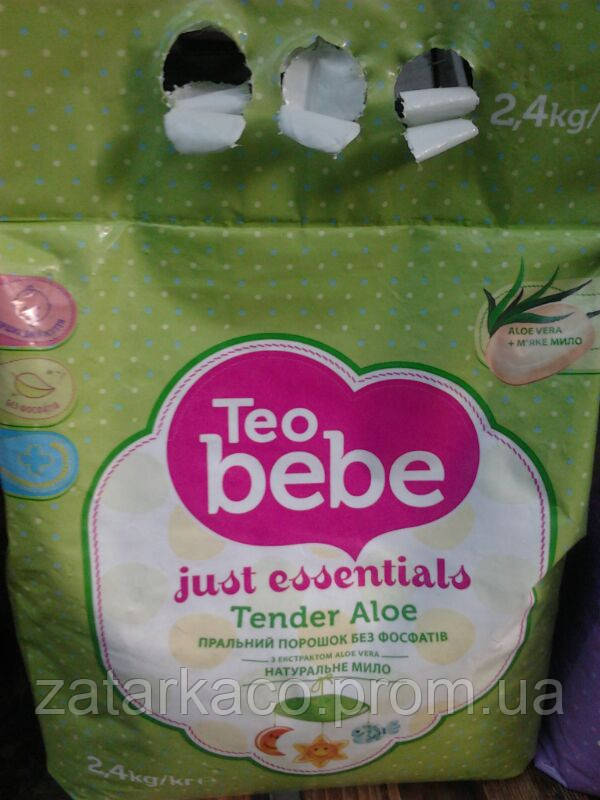 2,4kg/
ALOE VERA
+ М'ЯКЕ МИЛО
БЕЗ ФОСФАТІВ
Teo
bebe
just essentials
Tender Aloe
ПРАЛЬНИЙ ПОРОШОК БЕЗ ФОСФАТІВ
З ЕКСТРАКТОМ ALOE VERA
НАТУРАЛЬНЕ МИЛО
zatarkaco.prom.ua
2,4kg/кг